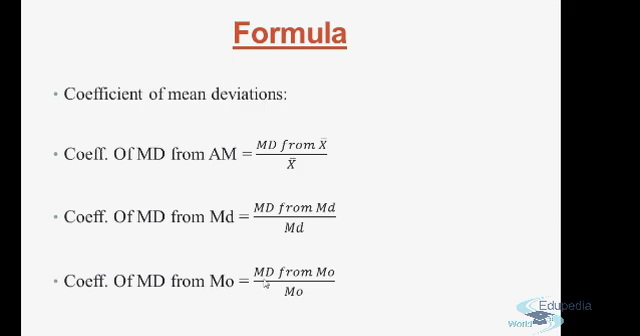 Formula
• Coefficient of mean deviations:
• Coeff. Of MD from AM = MD from X̄ / X̄
• Coeff. Of MD from Md = MD from Md / Md
• Coeff. Of MD from Mo = MD from Mo / Mo
Edupedia
World